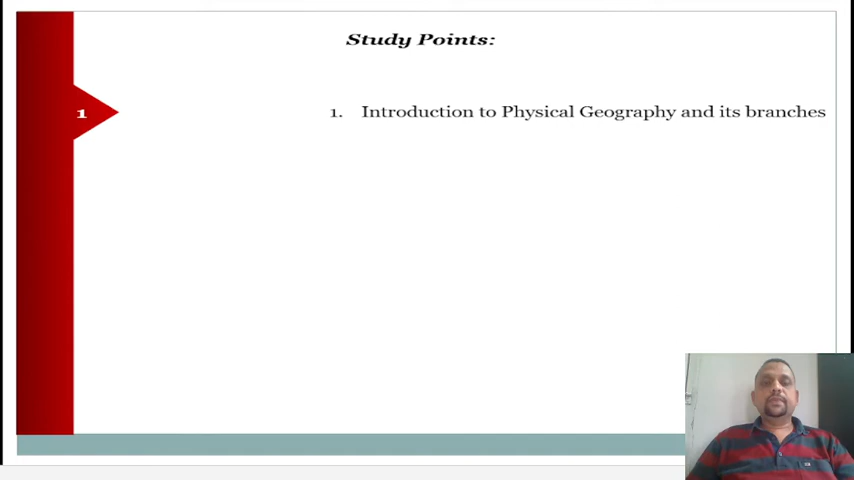 Study Points:
1
1. Introduction to Physical Geography and its branches